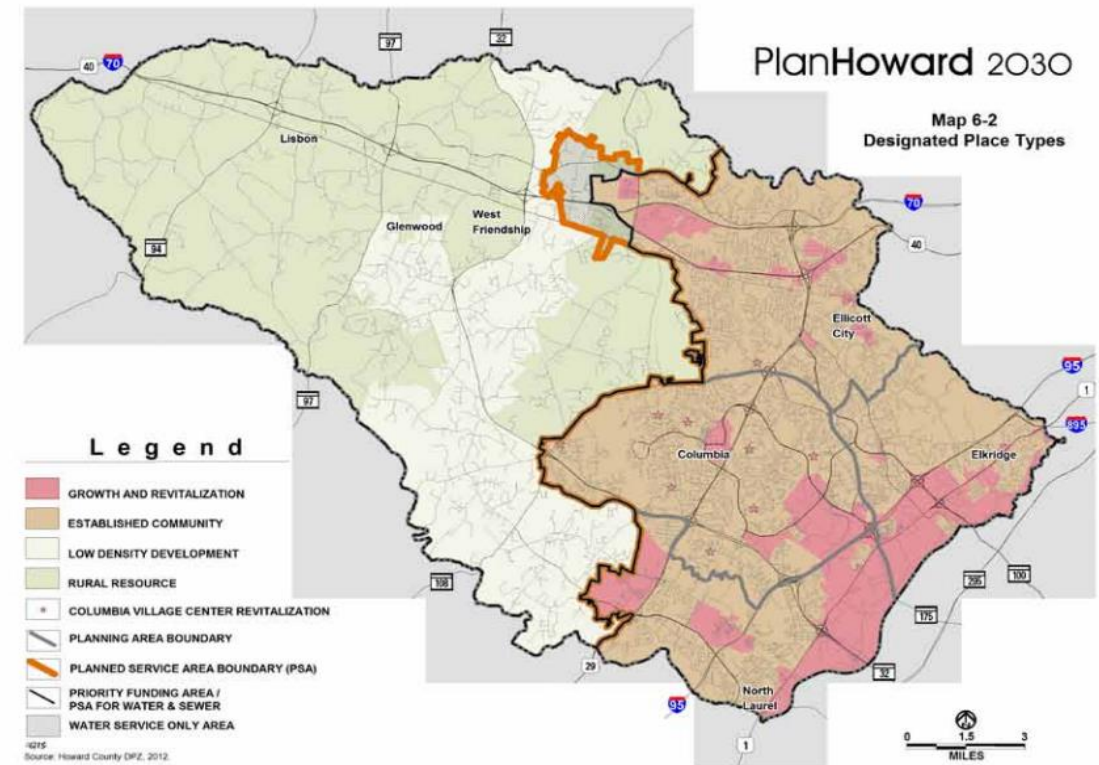 PlanHoward 2030
Map 6-2
Designated Place Types
97
32
40
70
Lisbon
West
Friendship
Glenwood
94
70
40
Ellicott
City
95
1
895
97
Columbia
Elkridge
108
295
100
175
29
32
95
North
Laurel
1
Legend
GROWTH AND REVITALIZATION
ESTABLISHED COMMUNITY
LOW DENSITY DEVELOPMENT
RURAL RESOURCE
COLUMBIA VILLAGE CENTER REVITALIZATION
PLANNING AREA BOUNDARY
PLANNED SERVICE AREA BOUNDARY (PSA)
PRIORITY FUNDING AREA /
PSA FOR WATER & SEWER
WATER SERVICE ONLY AREA
Source: Howard County DPZ, 2012.
0 1.5 3
MILES